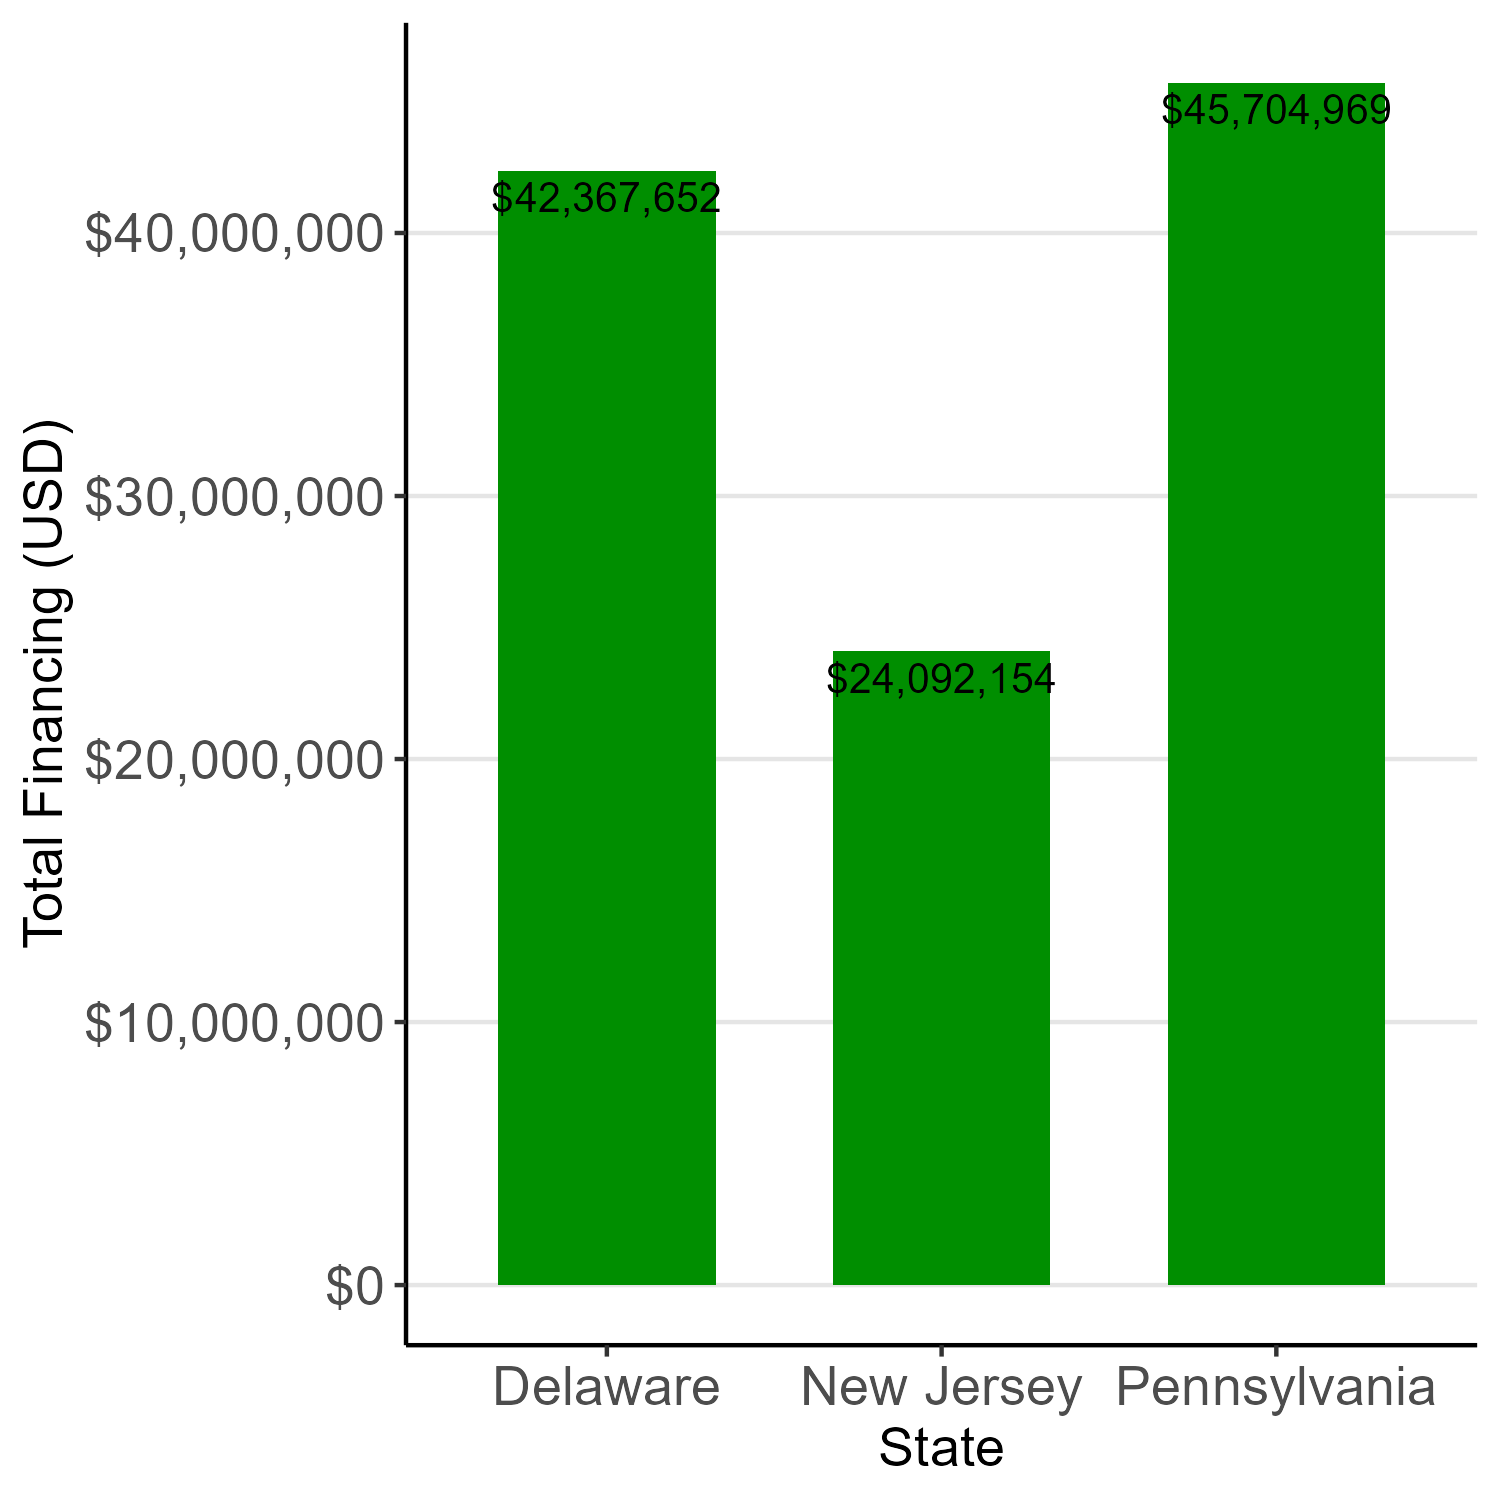 Total Financing (USD)
$40,000,000
$30,000,000
$20,000,000
$10,000,000
$0
$42,367,652
$24,092,154
$45,704,969
Delaware
New Jersey
Pennsylvania
State